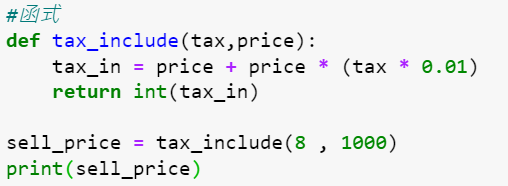 #函式
def tax_include(tax,price):
    tax_in = price + price * (tax * 0.01)
    return int(tax_in)

sell_price = tax_include(8 , 1000)
print(sell_price)